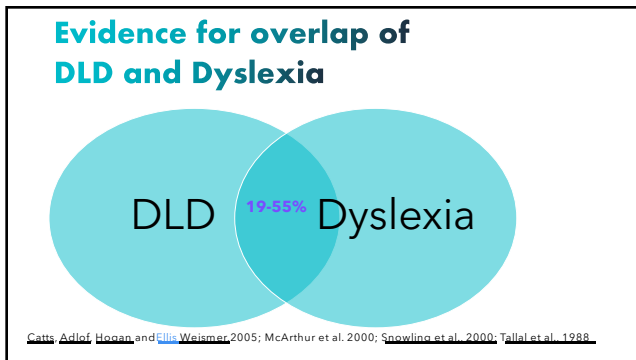 Evidence for overlap of
DLD and Dyslexia
DLD
19-55%
Dyslexia
Catts, Adlof, Hogan and Ellis Weismer 2005; McArthur et al. 2000; Snowling et al., 2000; Tallal et al., 1988